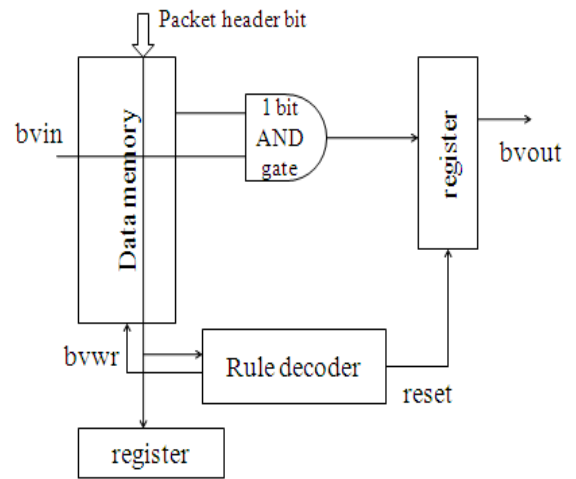 Packet header bit
bvin
Data memory
1 bit
AND
gate
register
bvout
bvwr
Rule decoder
reset
register